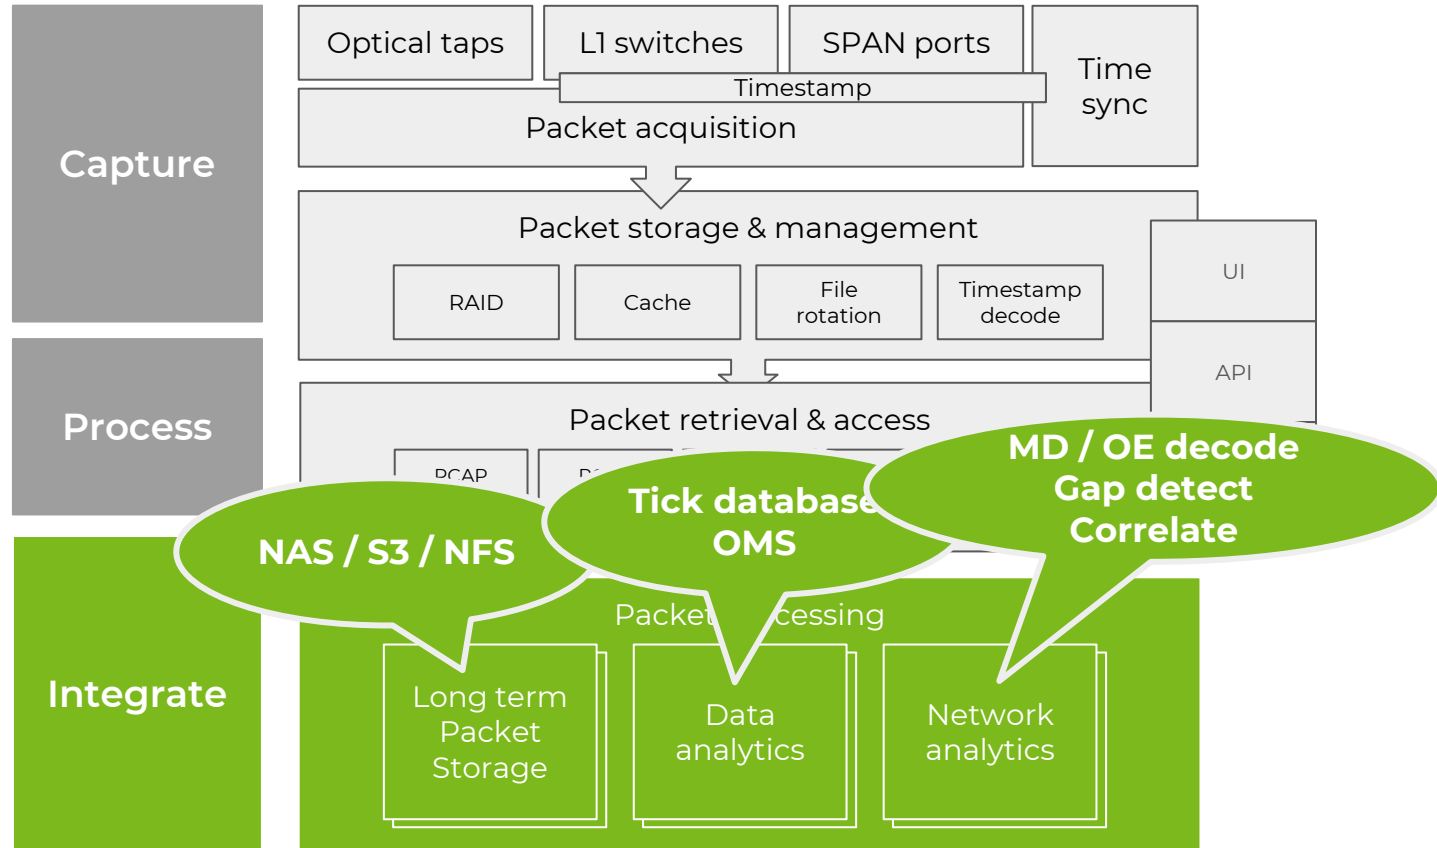 Capture
Optical taps
L1 switches
SPAN ports
Time
sync
Timestamp
Packet acquisition
Packet storage & management
RAID
Cache
File
rotation
Timestamp
decode
UI
API
Process
Packet retrieval & access
PCAP
NAS / S3 / NFS
Tick database
OMS
MD / OE decode
Gap detect
Correlate
Integrate
Long term
Packet
Storage
Data
analytics
Network
analytics